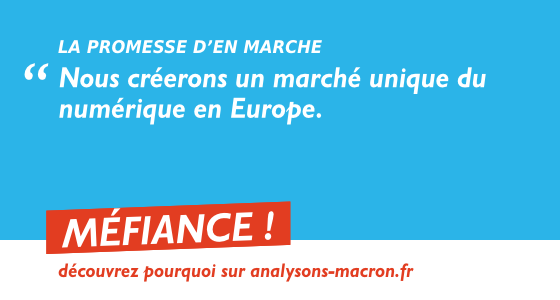 LA PROMESSE D’EN MARCHE
“ Nous créerons un marché unique du
numérique en Europe.
MÉFIANCE !
découvrez pourquoi sur analysons-macron.fr